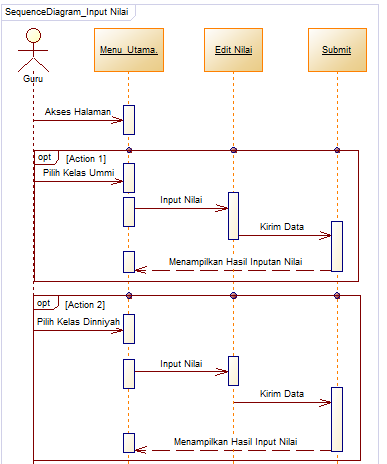 SequenceDiagram_Input Nilai
Menu_Utama.
Edit Nilai
Submit
Guru
Akses Halaman
opt
[Action 1]
Pilih Kelas Ummi
Input Nilai
Kirim Data
Menampilkan Hasil Inputan Nilai
opt
[Action 2]
Pilih Kelas Dinniyah
Input Nilai
Kirim Data
Menampilkan Hasil Input Nilai